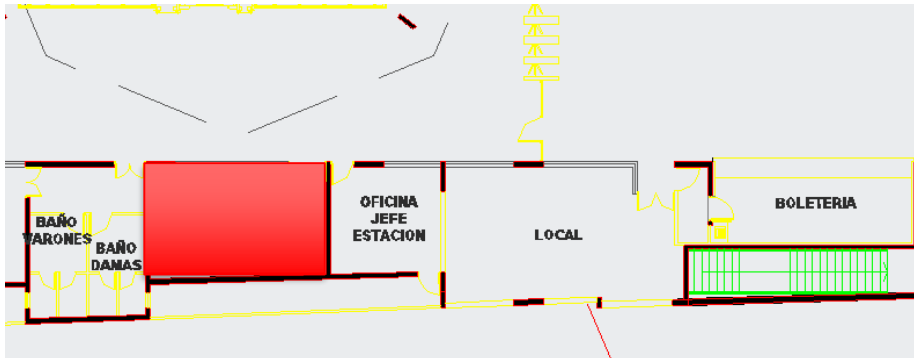 BAÑO
VARONES
BAÑO
DAMAS
OFICINA
JEFE
ESTACION
LOCAL
BOLETERIA